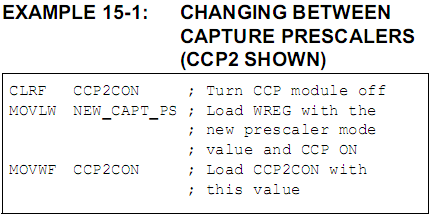 EXAMPLE 15-1: CHANGING BETWEEN
CAPTURE PRESCALERS
(CCP2 SHOWN)
CLRF CCP2CON ; Turn CCP module off
MOVLW NEW_CAPT_PS ; Load WREG with the
; new prescaler mode
; value and CCP ON
MOVWF CCP2CON ; Load CCP2CON with
; this value